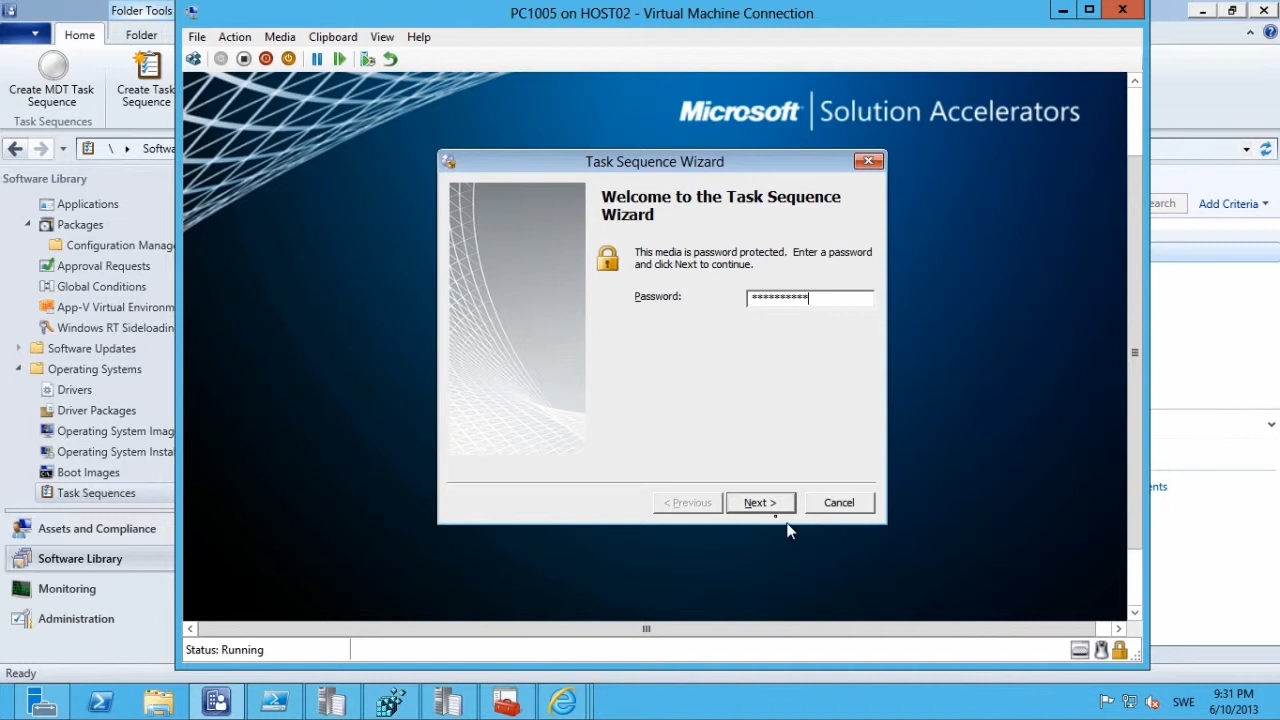 Folder Tools
PC1005 on HOST02 - Virtual Machine Connection
Home
Folder
File
Action
Media
Clipboard
View
Help
Create MDT Task
Sequence
Create Task
Sequence
Task Sequences
Microsoft | Solution Accelerators
\
Softwa
Software Library
Applications
Packages
Configuration Manag
Approval Requests
Global Conditions
App-V Virtual Environm
Windows RT Sideloadin
Software Updates
Operating Systems
Drivers
Driver Packages
Operating System Imag
Operating System Insta
Boot Images
Task Sequences
Assets and Compliance
Software Library
Monitoring
Administration
Ready
Task Sequence Wizard
Welcome to the Task Sequence
Wizard
This media is password protected. Enter a password
and click Next to continue.
Password:
**********
< Previous
Next >
Cancel
Status: Running
earch
Add Criteria
ents
SWE
9:31 PM
6/10/2013